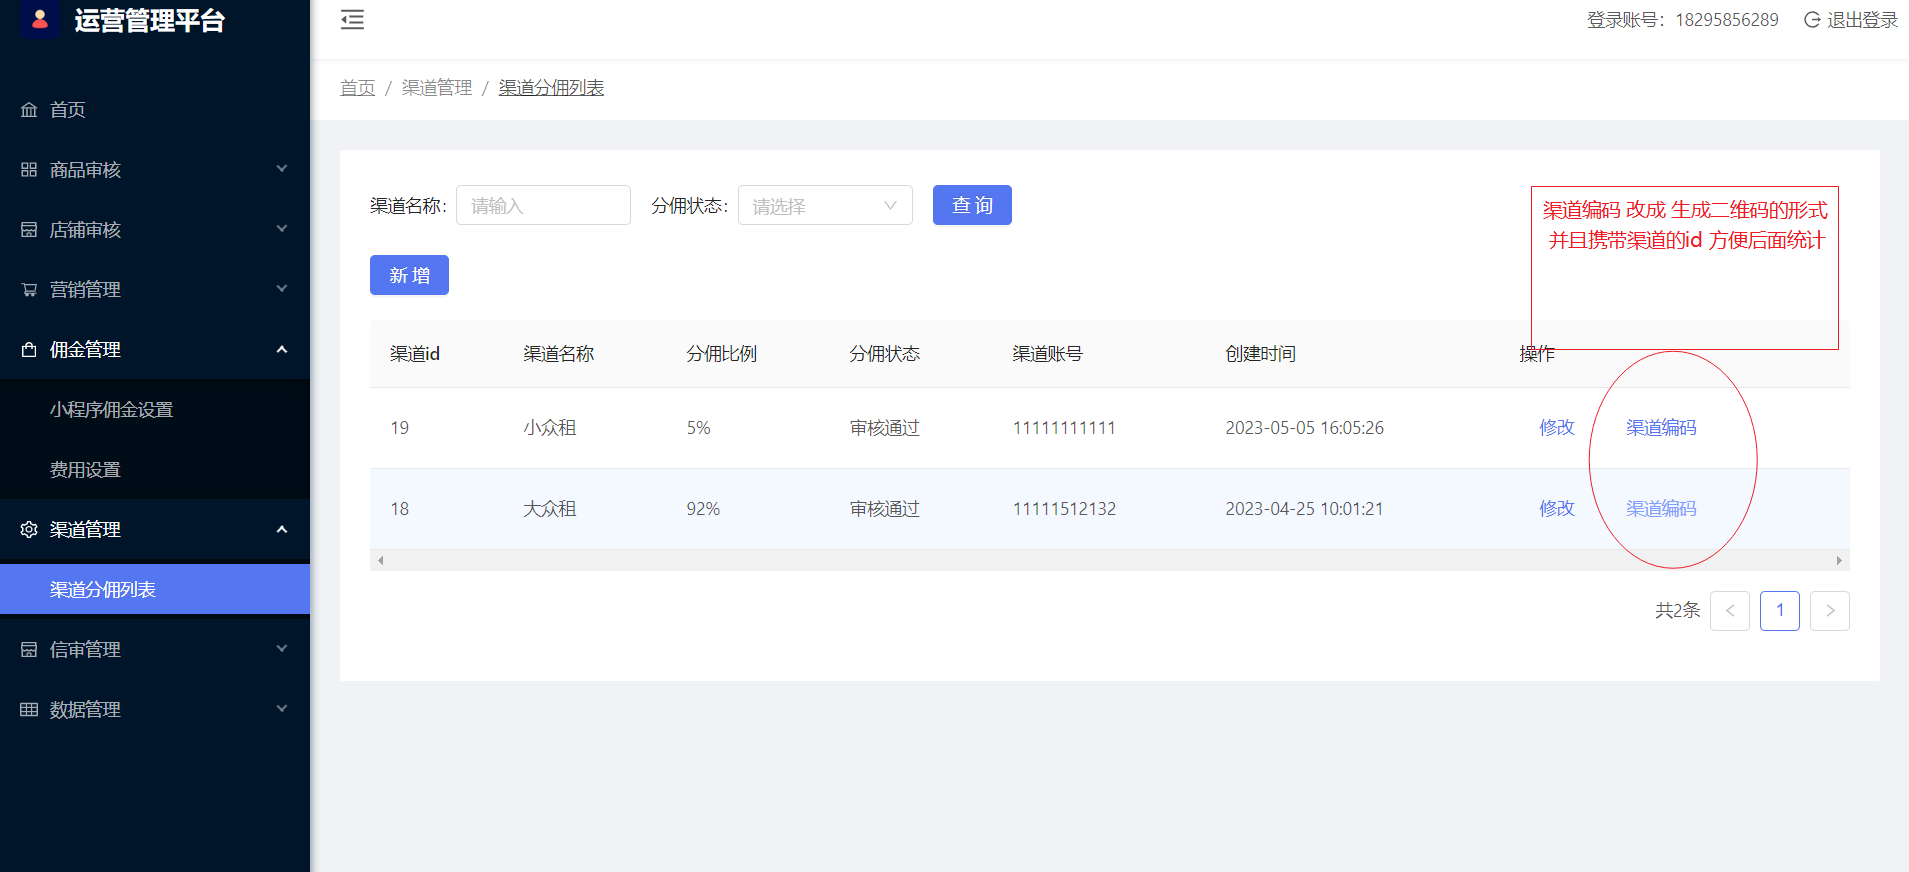 运营管理平台
登录账号：18295856289
退出登录
首页 / 渠道管理 / 渠道分佣列表
首页
商品审核
店铺审核
营销管理
佣金管理
小程序佣金设置
费用设置
渠道管理
渠道分佣列表
信审管理
数据管理
渠道名称: 请输入 分佣状态: 请选择 查 询
渠道编码 改成 生成二维码的形式
并且携带渠道的id 方便后面统计
新 增
渠道id 渠道名称 分佣比例 分佣状态 渠道账号 创建时间 操作
19 小众租 5% 审核通过 11111111111 2023-05-05 16:05:26 修改 渠道编码
18 大众租 92% 审核通过 11111512132 2023-04-25 10:01:21 修改 渠道编码
共2条 < 1 >